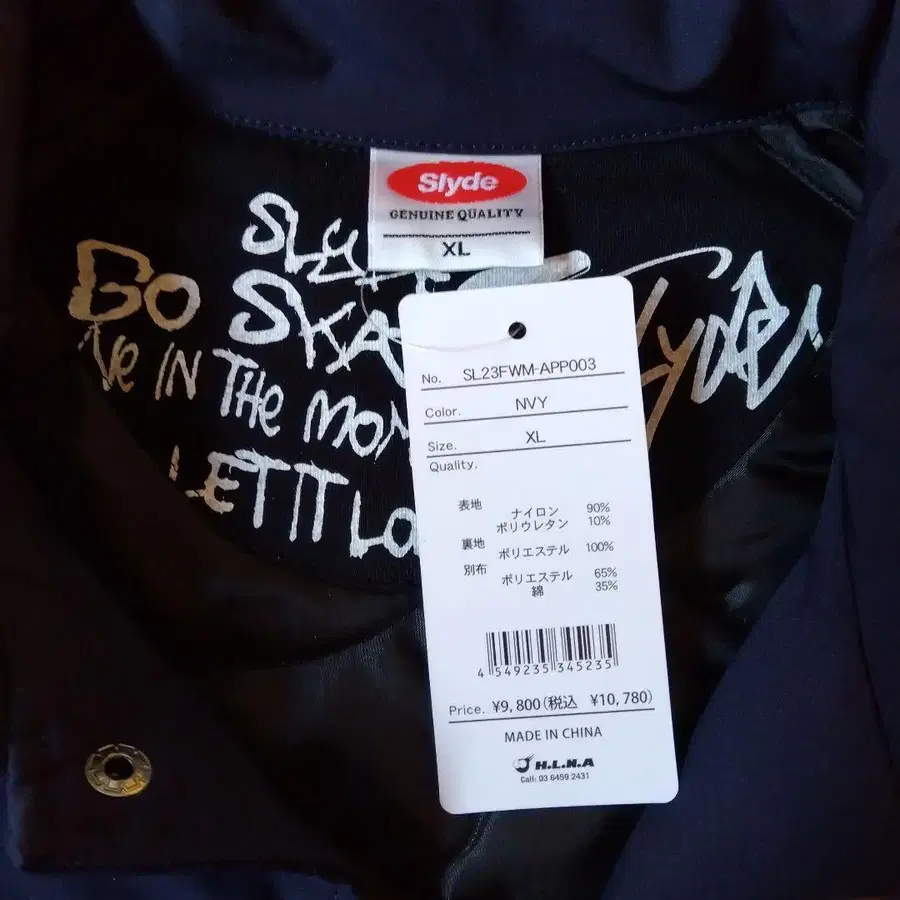 Slyde
GENUINE QUALITY
XL
SLY
GO SKA
IN THE
LET IT
Slyde
No. SL23FWM-APP003
Color. NVY
Size. XL
Quality.
表地 ナイロン 90%
ポリウレタン 10%
裏地 ポリエステル 100%
別布 ポリエステル 65%
綿 35%
4 549235 345235
Price. ¥9,800(税込 ¥10,780)
MADE IN CHINA
H.L.N.A
Call: 03 6459 2431